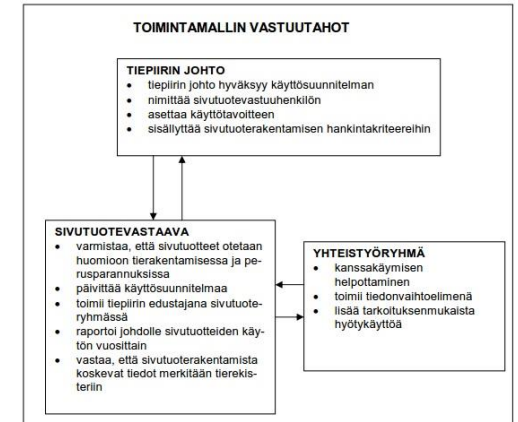 TOIMINTAMALLIN VASTUUTAHOT
TIEPIIRIN JOHTO
• tiepiirin johto hyväksyy käyttösuunnitelman
• nimittää sivutuotevastuuhenkilön
• asettaa käyttötavoitteen
• sisällyttää sivutuoterakentamisen hankintakriteereihin
SIVUTUOTEVASTAAVA
• varmistaa, että sivutuotteet otetaan
huomioon tierakentamisessa ja pe-
rusparannuksissa
• päivittää käyttösuunnitelmaa
• toimii tiepiirin edustajana sivutuote-
ryhmässä
• raportoi johdolle sivutuotteiden käy-
tön vuosittain
• vastaa, että sivutuoterakentamista
koskevat tiedot merkitään tierekis-
teriin
YHTEISTYÖRYHMÄ
• kanssakäymisen
helpottaminen
• toimii tiedonvaihtoelimenä
• lisää tarkoituksenmukaista
hyötykäyttöä